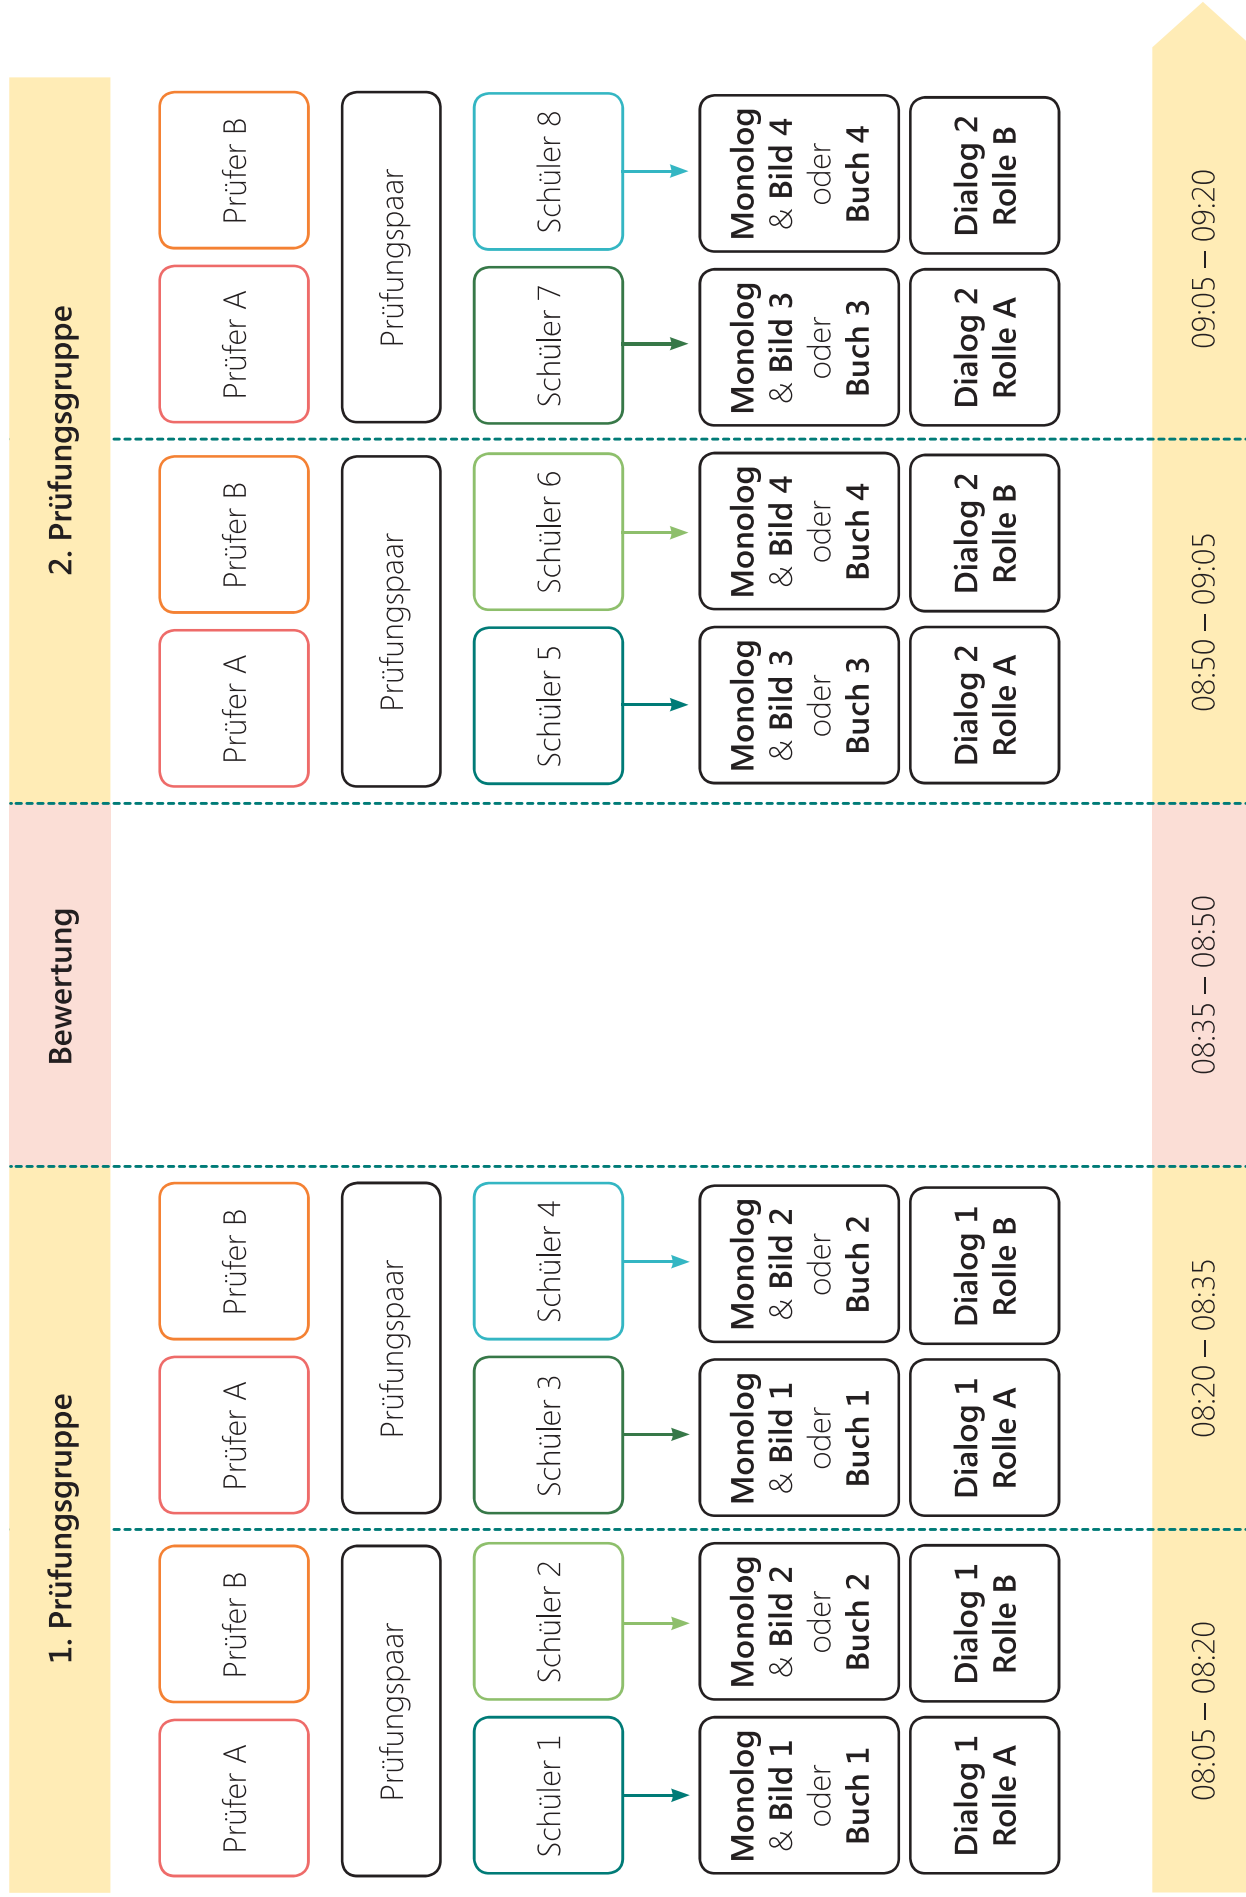 1. Prüfungsgruppe
Bewertung
2. Prüfungsgruppe
Prüfer A
Prüfer B
Prüfer A
Prüfer B
Prüfer A
Prüfer B
Prüfer A
Prüfer B
Prüfungspaar
Prüfungspaar
Prüfungspaar
Prüfungspaar
Schüler 1
Schüler 2
Schüler 3
Schüler 4
Schüler 5
Schüler 6
Schüler 7
Schüler 8
Monolog
& Bild 1
oder
Buch 1
Monolog
& Bild 2
oder
Buch 2
Monolog
& Bild 1
oder
Buch 1
Monolog
& Bild 2
oder
Buch 2
Monolog
& Bild 3
oder
Buch 3
Monolog
& Bild 4
oder
Buch 4
Monolog
& Bild 3
oder
Buch 3
Monolog
& Bild 4
oder
Buch 4
Dialog 1
Rolle A
Dialog 1
Rolle B
Dialog 1
Rolle A
Dialog 1
Rolle B
Dialog 2
Rolle A
Dialog 2
Rolle B
Dialog 2
Rolle A
Dialog 2
Rolle B
08:05 – 08:20
08:20 – 08:35
08:35 – 08:50
08:50 – 09:05
09:05 – 09:20